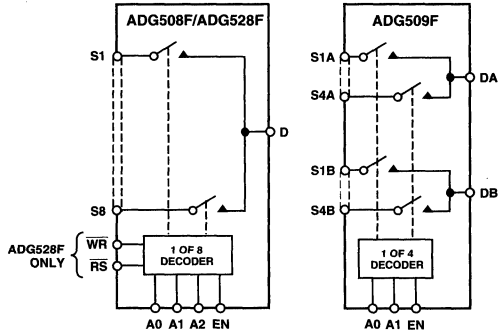 ADG508F/ADG528F
S1
D
S8
ADG528F
ONLY
WR
RS
1 OF 8
DECODER
A0 A1 A2 EN
ADG509F
S1A
DA
S4A
S1B
DB
S4B
1 OF 4
DECODER
A0 A1 EN